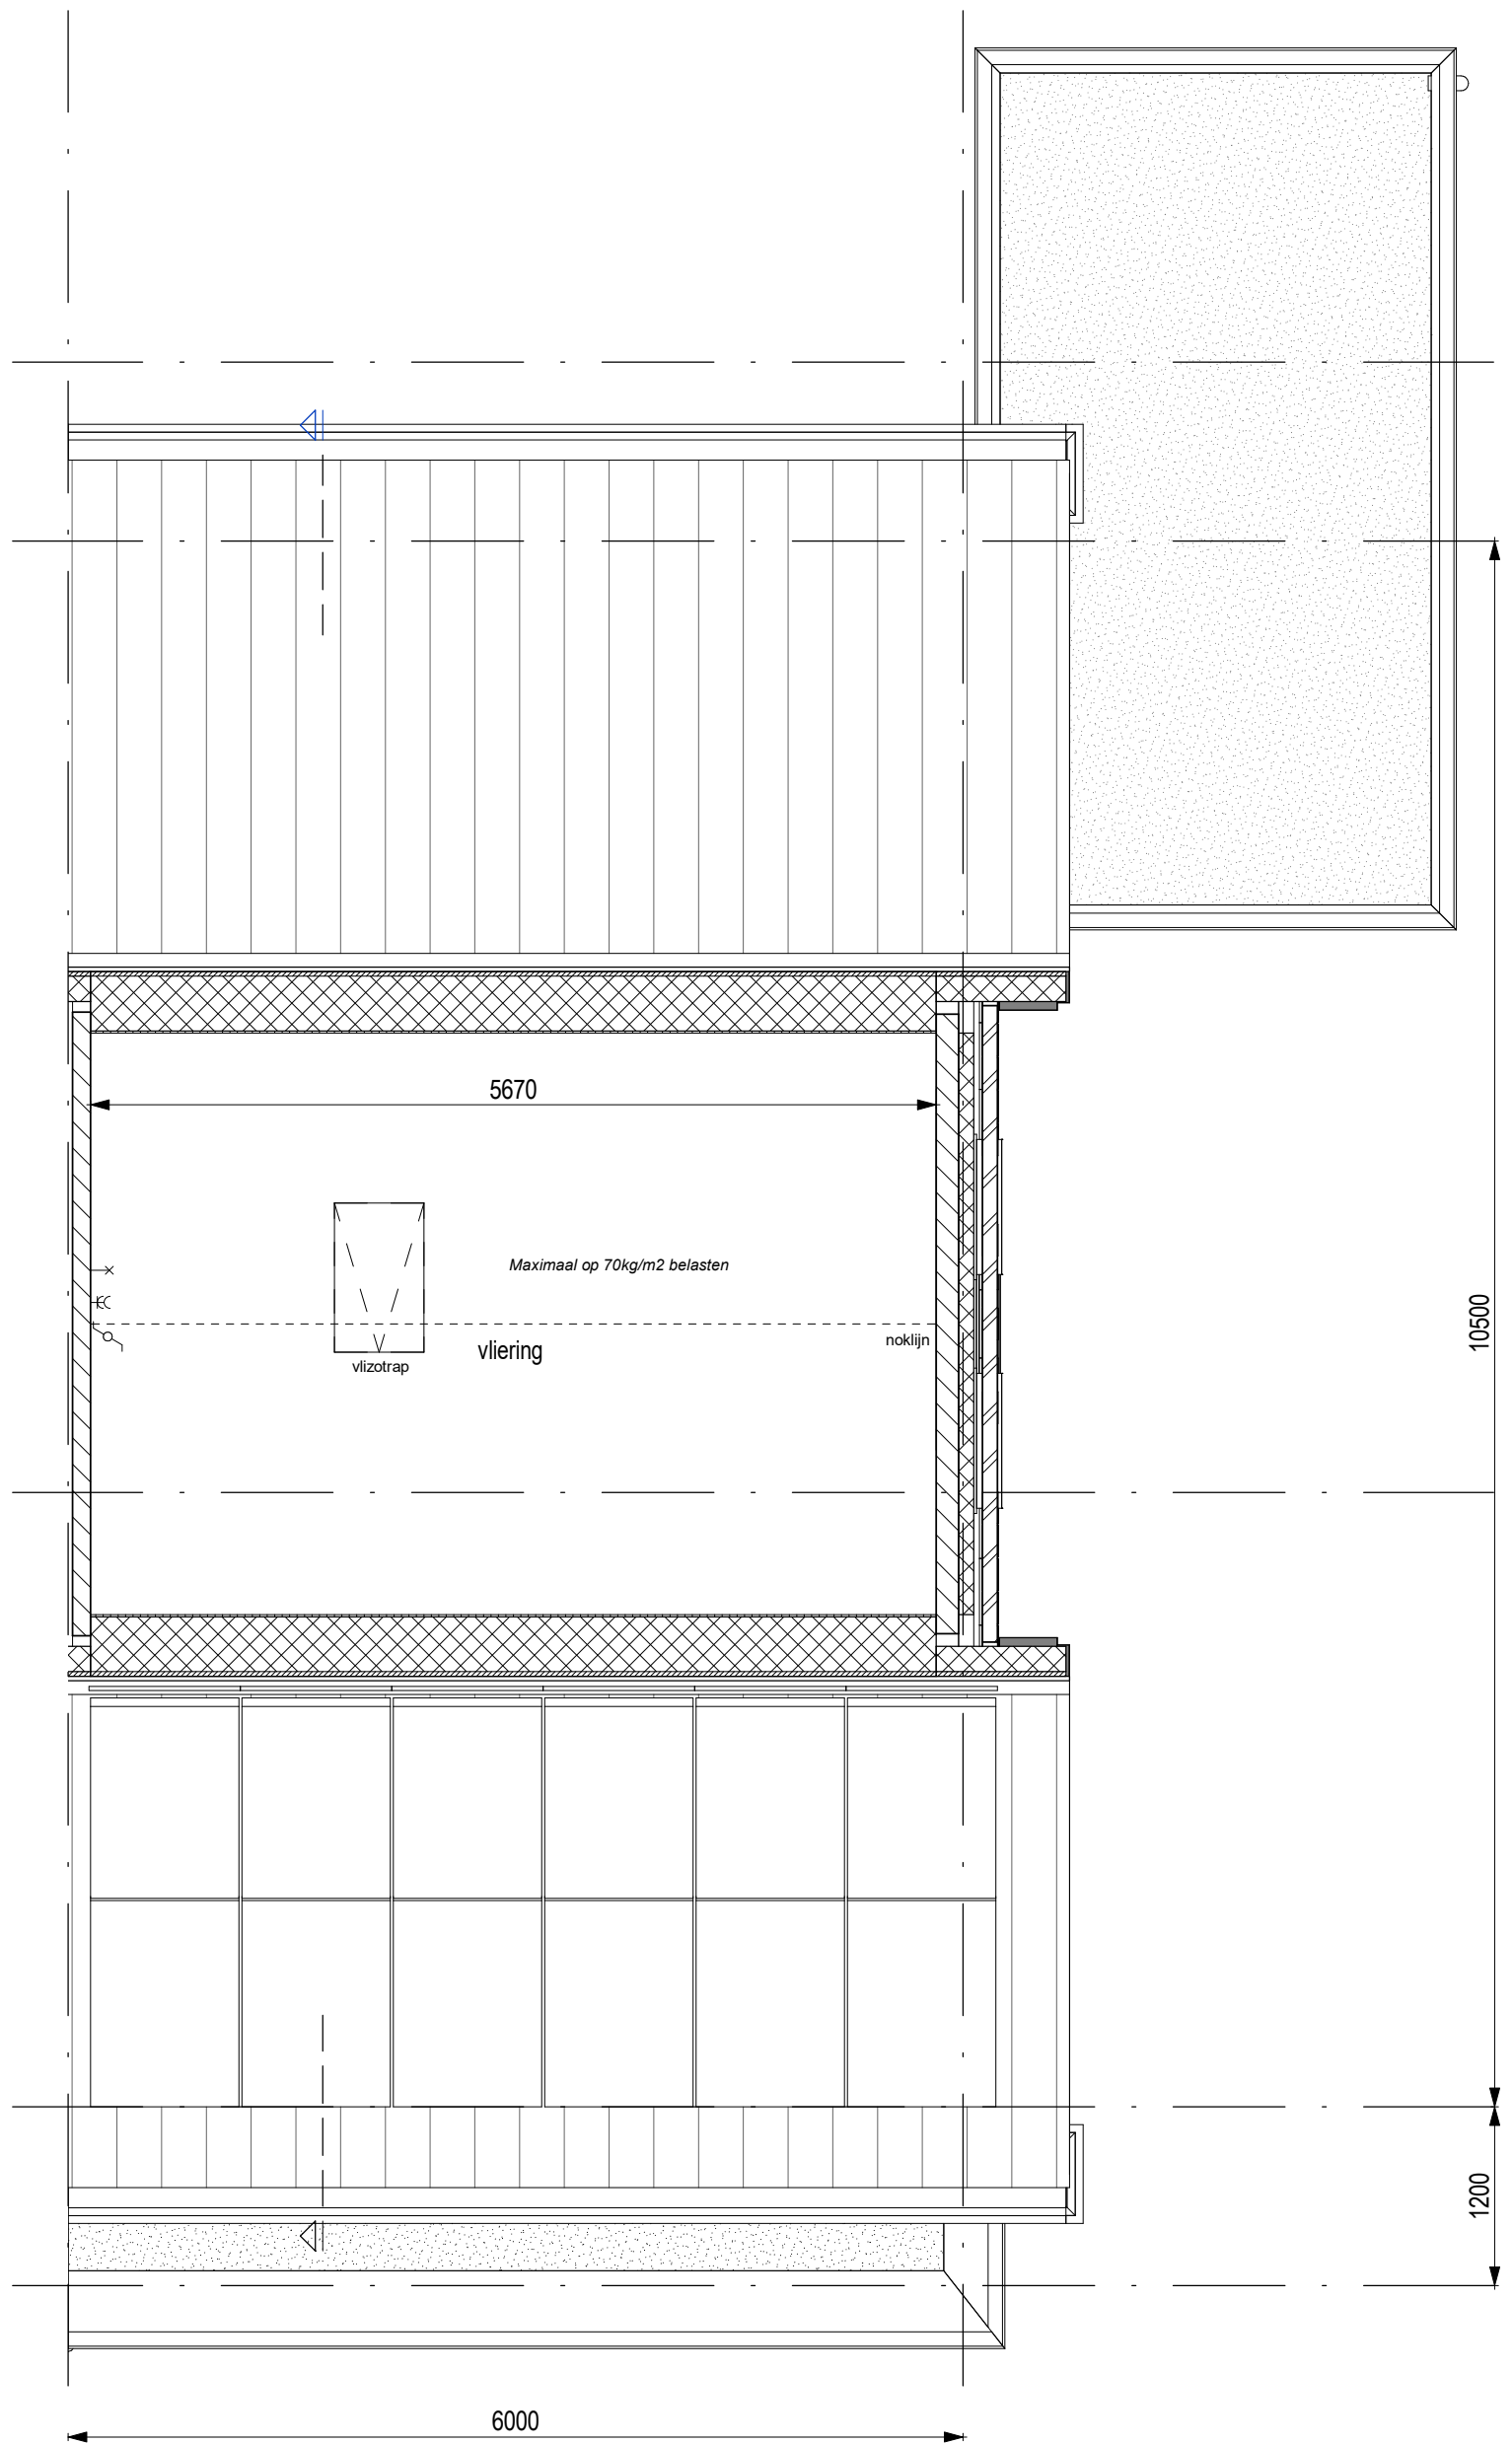 5670
Maximaal op 70kg/m2 belasten
noklijn
vliering
vlizotrap
10500
1200
6000